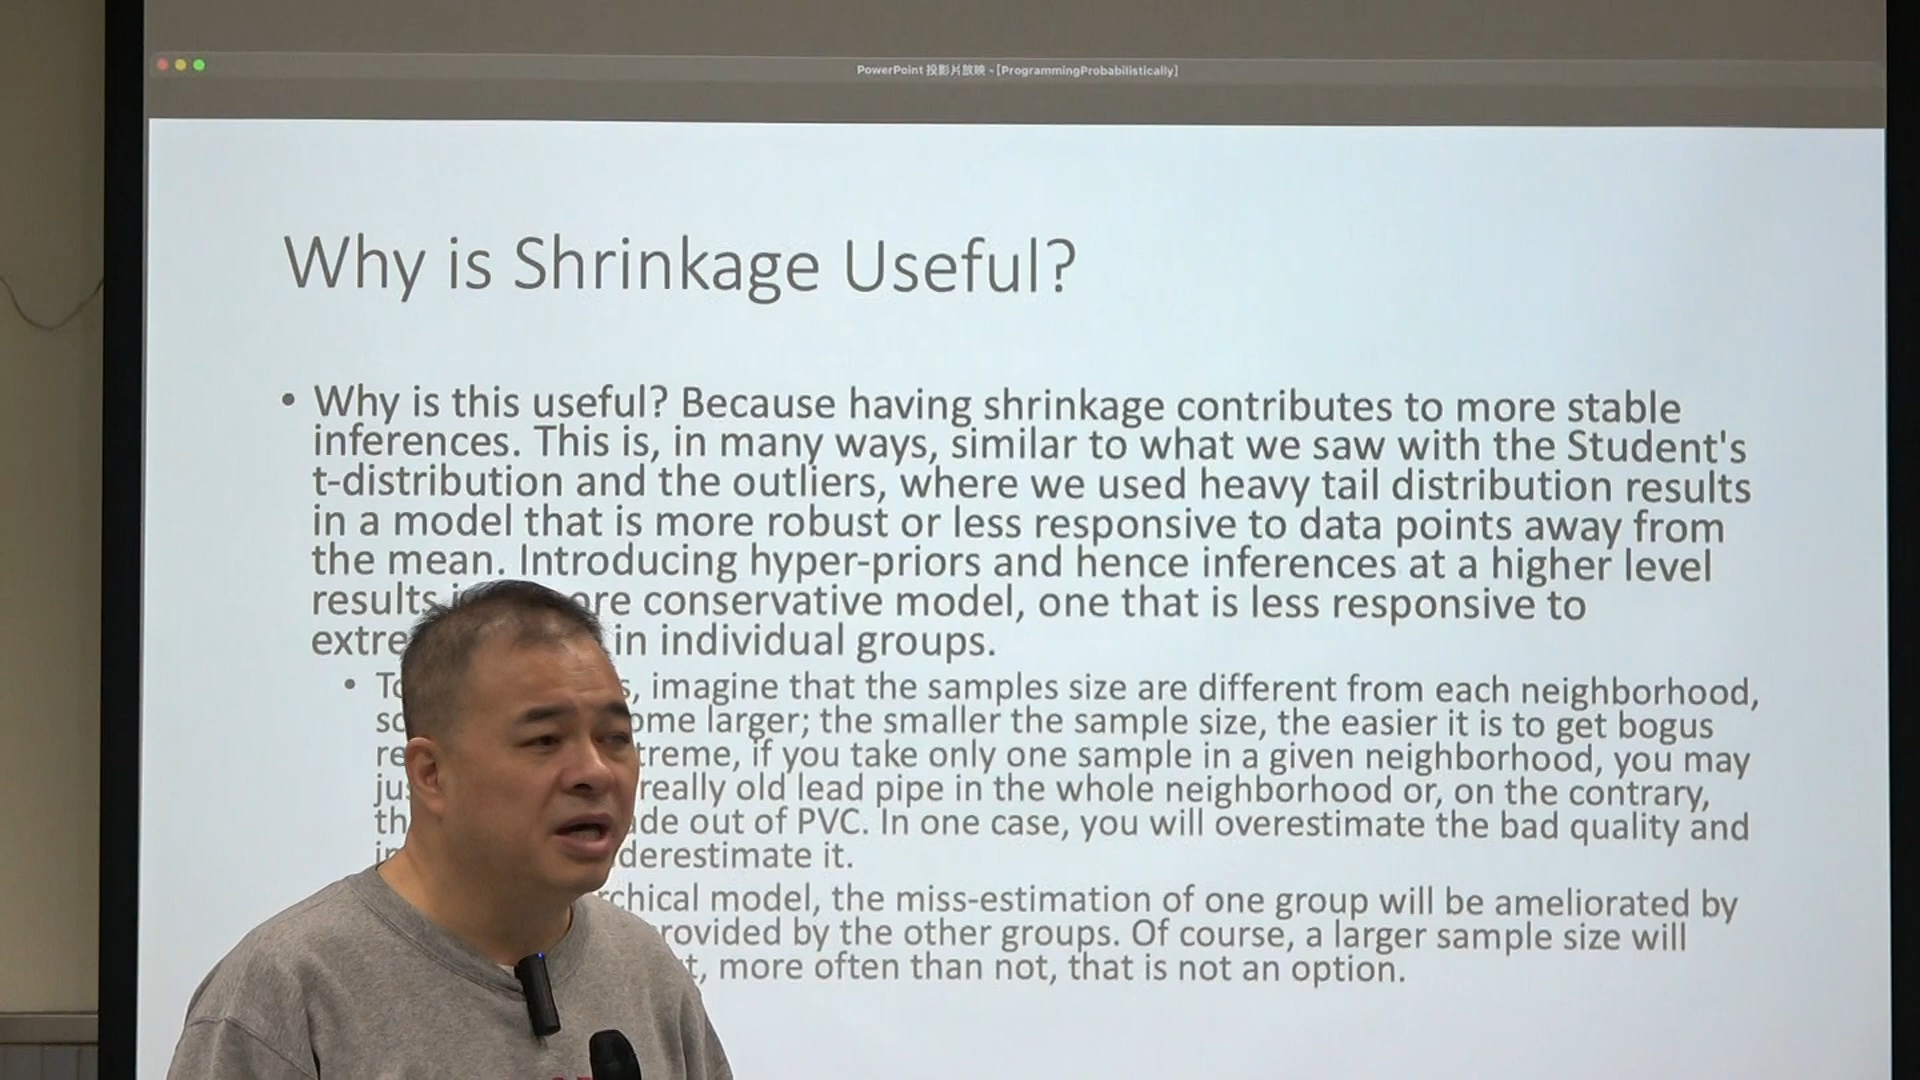 PowerPoint 投影片放映 - [ProgrammingProbabilistically]
Why is Shrinkage Useful?
• Why is this useful? Because having shrinkage contributes to more stable
inferences. This is, in many ways, similar to what we saw with the Student's
t-distribution and the outliers, where we used heavy tail distribution results
in a model that is more robust or less responsive to data points away from
the mean. Introducing hyper-priors and hence inferences at a higher level
results conservative model, one that is less responsive to
in individual groups.
• imagine that the samples size are different from each neighborhood,
larger; the smaller the sample size, the easier it is to get bogus
if you take only one sample in a given neighborhood, you may
really old lead pipe in the whole neighborhood or, on the contrary,
out of PVC. In one case, you will overestimate the bad quality and
it.
model, the miss-estimation of one group will be ameliorated by
by the other groups. Of course, a larger sample size will
more often than not, that is not an option.